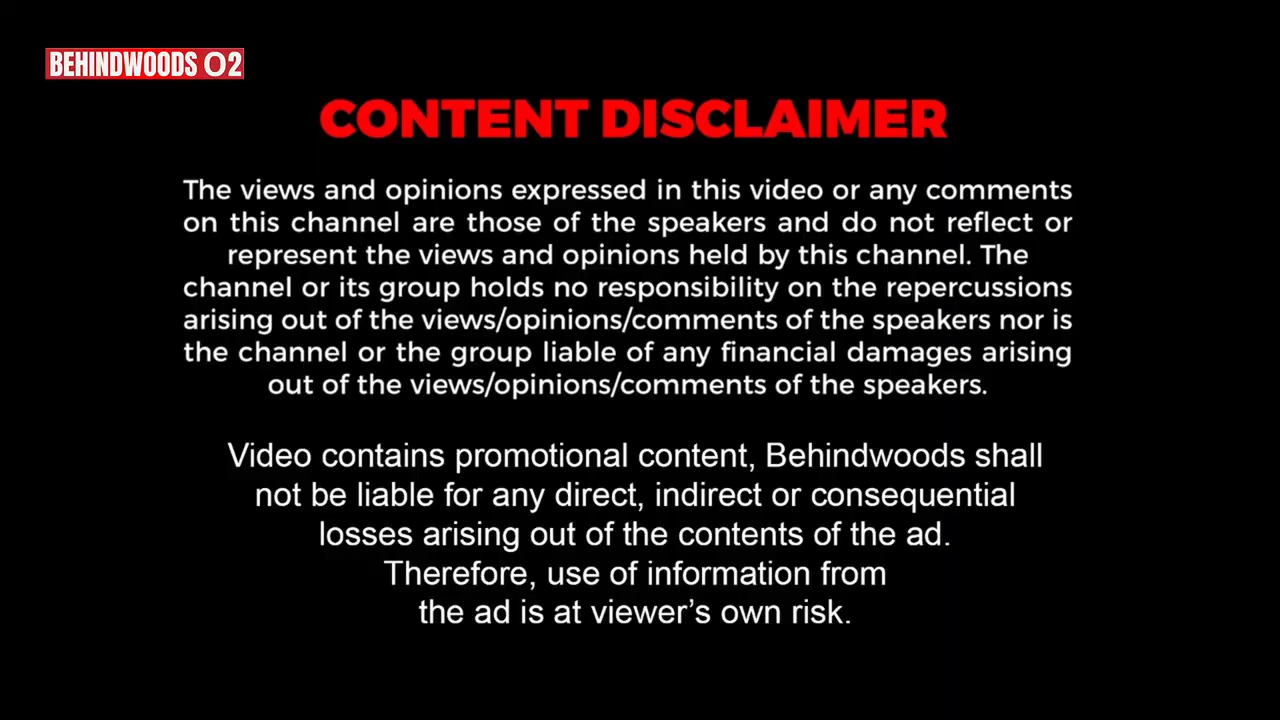 BEHINDWOODS O2
CONTENT DISCLAIMER
The views and opinions expressed in this video or any comments
on this channel are those of the speakers and do not reflect or
represent the views and opinions held by this channel. The
channel or its group holds no responsibility on the repercussions
arising out of the views/opinions/comments of the speakers nor is
the channel or the group liable of any financial damages arising
out of the views/opinions/comments of the speakers.
Video contains promotional content, Behindwoods shall
not be liable for any direct, indirect or consequential
losses arising out of the contents of the ad.
Therefore, use of information from
the ad is at viewer’s own risk.